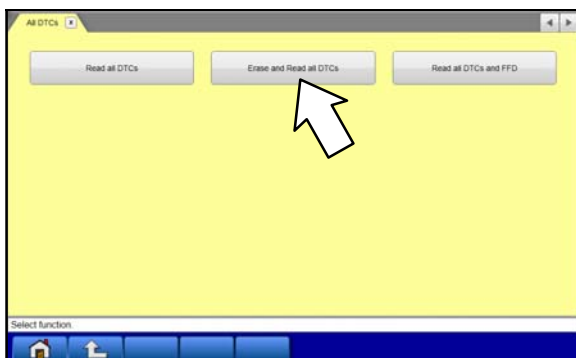 All DTCs
Read all DTCs
Erase and Read all DTCs
Read all DTCs and FFD
Select function.